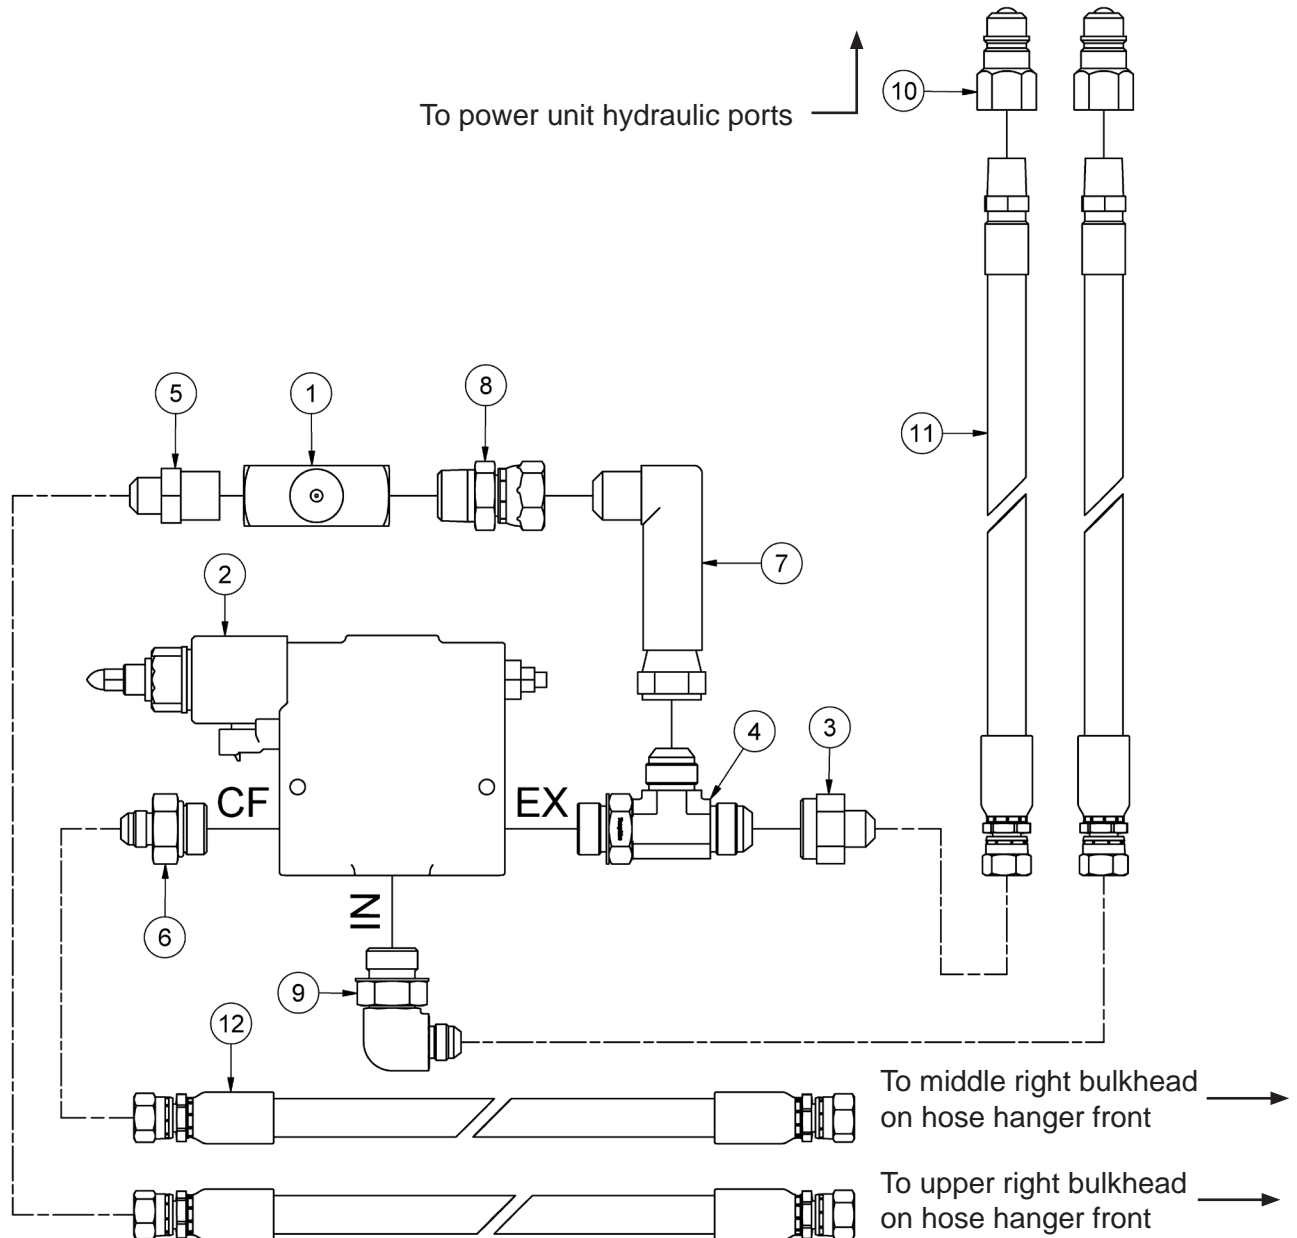 10
To power unit hydraulic ports
5
1
8
11
2
7
4
3
CF
EX
6
IN
9
12
To middle right bulkhead
on hose hanger front
To upper right bulkhead
on hose hanger front